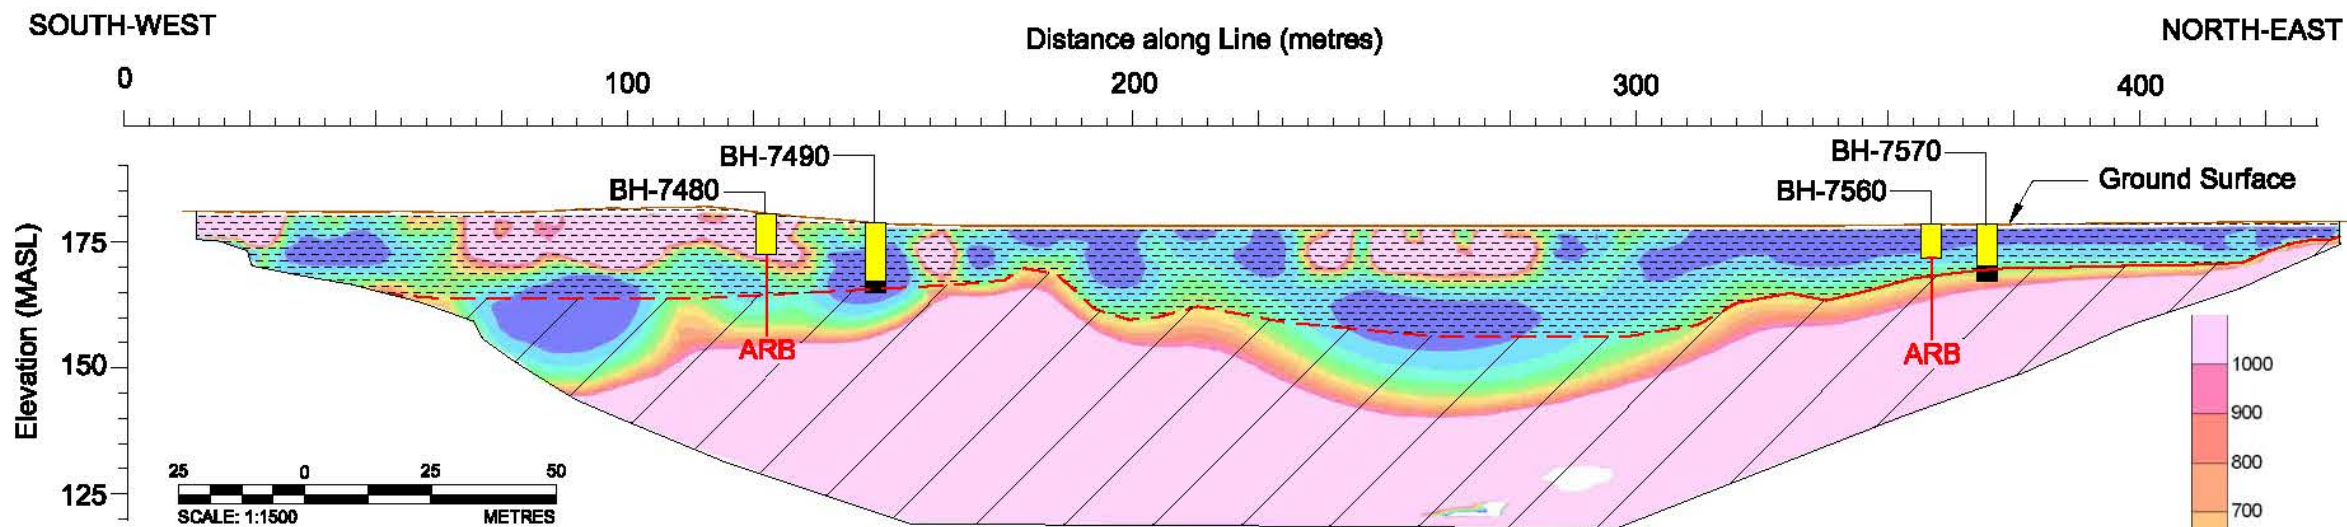 SOUTH-WEST
Distance along Line (metres)
NORTH-EAST
0 100 200 300 400
BH-7490
BH-7480
BH-7570
BH-7560
Ground Surface
175
150
125
Elevation (MASL)
ARB
ARB
25 0 25 50
SCALE: 1:1500 METRES
1000
900
800
700